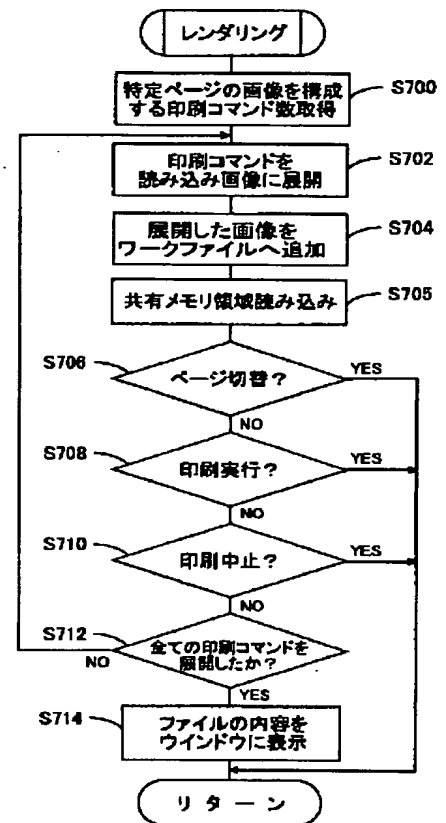 レンダリング
特定ページの画像を構成
する印刷コマンド数取得
S700
印刷コマンドを
読み込み画像に展開
S702
展開した画像を
ワークファイルへ追加
S704
共有メモリ領域読み込み
S705
S706
ページ切替?
YES
NO
S708
印刷実行?
YES
NO
S710
印刷中止?
YES
NO
S712
全ての印刷コマンドを
展開したか?
NO
YES
S714
ファイルの内容を
ウインドウに表示
リターン